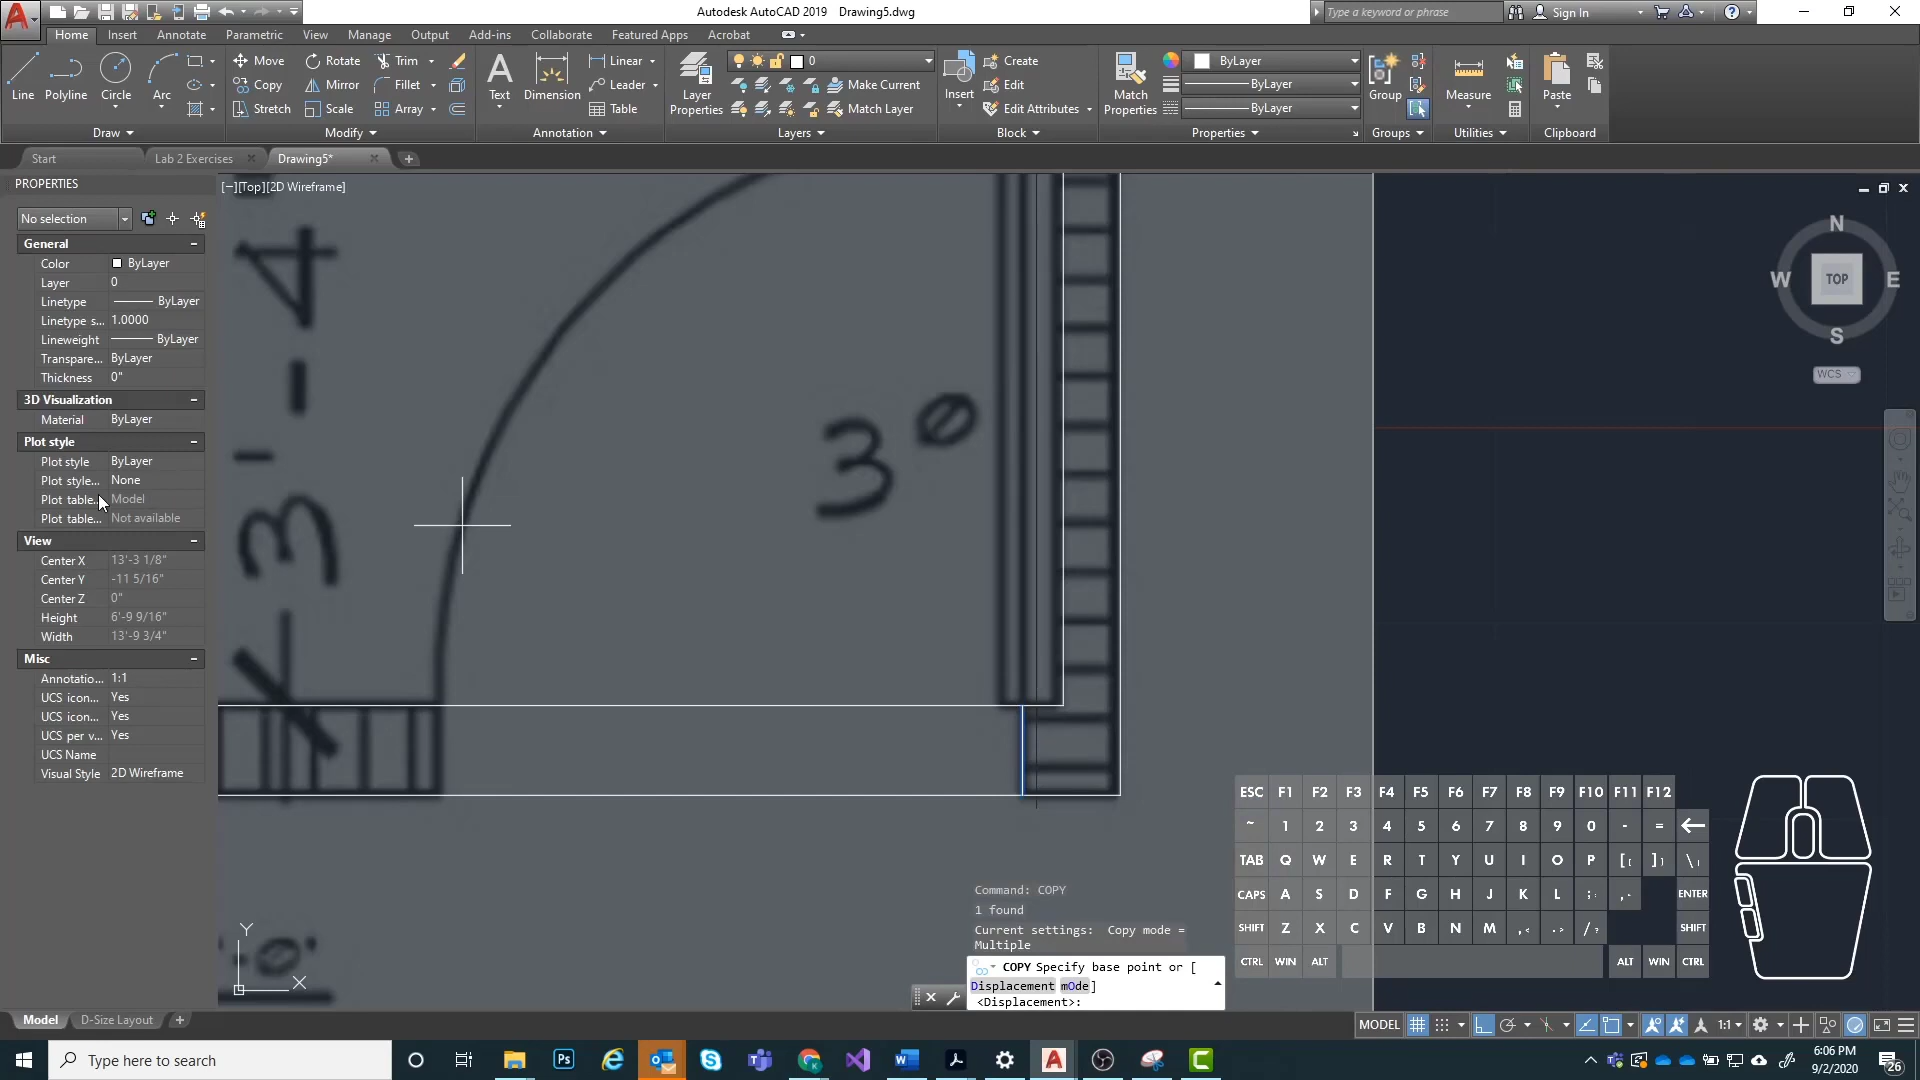 Autodesk AutoCAD 2019 Drawing5.dwg
Type a keyword or phrase
Sign In
Home Insert Annotate Parametric View Manage Output Add-ins Collaborate Featured Apps Acrobat
Line Polyline Circle Arc
Move Rotate Trim
Copy Mirror Fillet
Stretch Scale Array
Text Dimension
Linear
Leader
Table
Layer Properties
0
Make Current
Match Layer
Insert
Create
Edit
Edit Attributes
Match Properties
ByLayer
ByLayer
ByLayer
Group Measure Paste
Draw Modify Annotation Layers Block Properties Groups Utilities Clipboard
Start Lab 2 Exercises Drawing5*
PROPERTIES
[−][Top][2D Wireframe]
No selection
General
Color ByLayer
Layer 0
Linetype ByLayer
Linetype s... 1.0000
Lineweight ByLayer
Transpare... ByLayer
Thickness 0"
3D Visualization
Material ByLayer
Plot style
Plot style ByLayer
Plot style... None
Plot table... Model
Plot table... Not available
View
Center X 13'-3 1/8"
Center Y -11 5/16"
Center Z 0"
Height 6'-9 9/16"
Width 13'-9 3/4"
Misc
Annotatio... 1:1
UCS icon... Yes
UCS icon... Yes
UCS per v... Yes
UCS Name
Visual Style 2D Wireframe
3'-4
3⁰
N
W TOP E
S
WCS
Y
X
Command: COPY
1 found
Current settings: Copy mode =
Multiple
COPY Specify base point or [
Displacement mOde]
<Displacement>:
ESC F1 F2 F3 F4 F5 F6 F7 F8 F9 F10 F11 F12
~ 1 2 3 4 5 6 7 8 9 0 - =
TAB Q W E R T Y U I O P [{ ]} \|
CAPS A S D F G H J K L ;: ,. ENTER
SHIFT Z X C V B N M ,< .> /? SHIFT
CTRL WIN ALT ALT WIN CTRL
Model D-Size Layout
MODEL 1:1
Type here to search
6:06 PM
9/2/2020
26